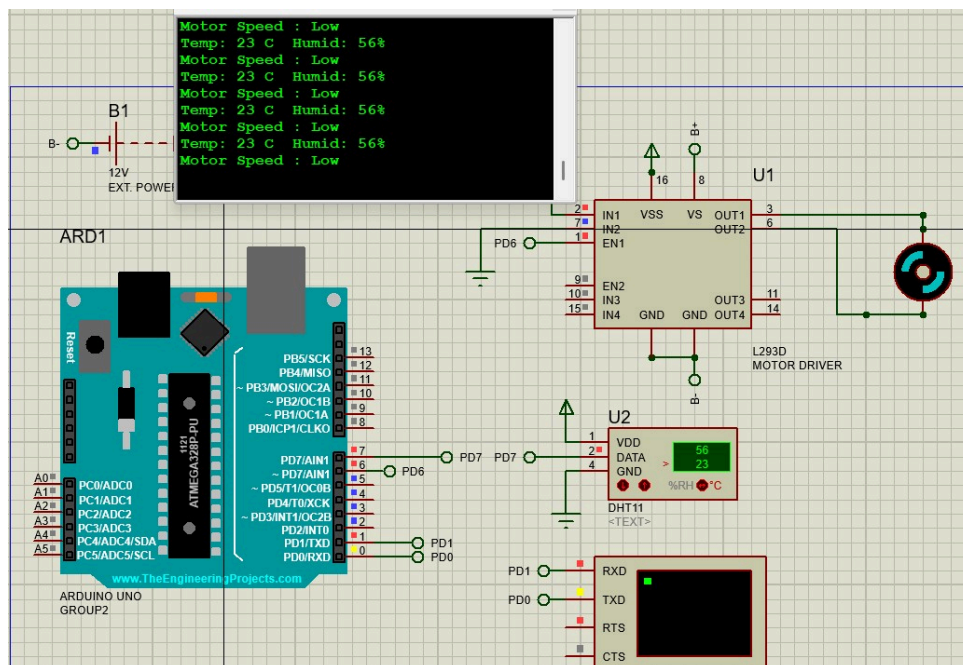 Motor Speed : Low
Temp: 23 C  Humid: 56%
Motor Speed : Low
Temp: 23 C  Humid: 56%
Motor Speed : Low
Temp: 23 C  Humid: 56%
Motor Speed : Low
Temp: 23 C  Humid: 56%
Motor Speed : Low
B1
B-
12V
EXT. POWE
B+
16
8
U1
2
IN1
VSS
VS
OUT1
3
7
IN2
OUT2
6
PD6
1
EN1
9
EN2
10
IN3
OUT3
11
15
IN4
GND
GND
OUT4
14
L293D
MOTOR DRIVER
B-
ARD1
Reset
1121
ATMEGA328P-PU
PB5/SCK
13
PB4/MISO
12
~ PB3/MOSI/OC2A
11
~ PB2/OC1B
10
~ PB1/OC1A
9
PB0/ICP1/CLKO
8
PD7/AIN1
7
PD7
~ PD7/AIN1
6
PD6
~ PD5/T1/OC0B
5
PD4/T0/XCK
4
~ PD3/INT1/OC2B
3
PD2/INT0
2
PD1/TXD
1
PD1
PD0/RXD
0
PD0
A0
PC0/ADC0
A1
PC1/ADC1
A2
PC2/ADC2
A3
PC3/ADC3
A4
PC4/ADC4/SDA
A5
PC5/ADC5/SCL
www.TheEngineeringProjects.com
ARDUINO UNO
GROUP2
U2
1
VDD
PD7
2
DATA
4
GND
56
>
23
%RH
°C
DHT11
<TEXT>
PD1
RXD
PD0
TXD
RTS
CTS